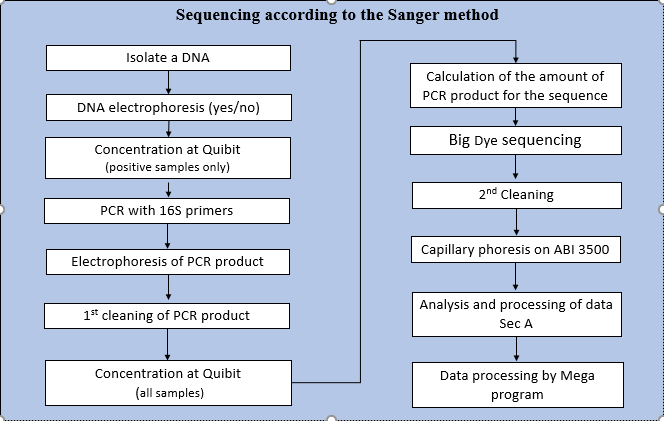 Sequencing according to the Sanger method
Isolate a DNA
DNA electrophoresis (yes/no)
Concentration at Quibit
(positive samples only)
PCR with 16S primers
Electrophoresis of PCR product
1st cleaning of PCR product
Concentration at Quibit
(all samples)
Calculation of the amount of
PCR product for the sequence
Big Dye sequencing
2nd Cleaning
Capillary phoresis on ABI 3500
Analysis and processing of data
Sec A
Data processing by Mega
program